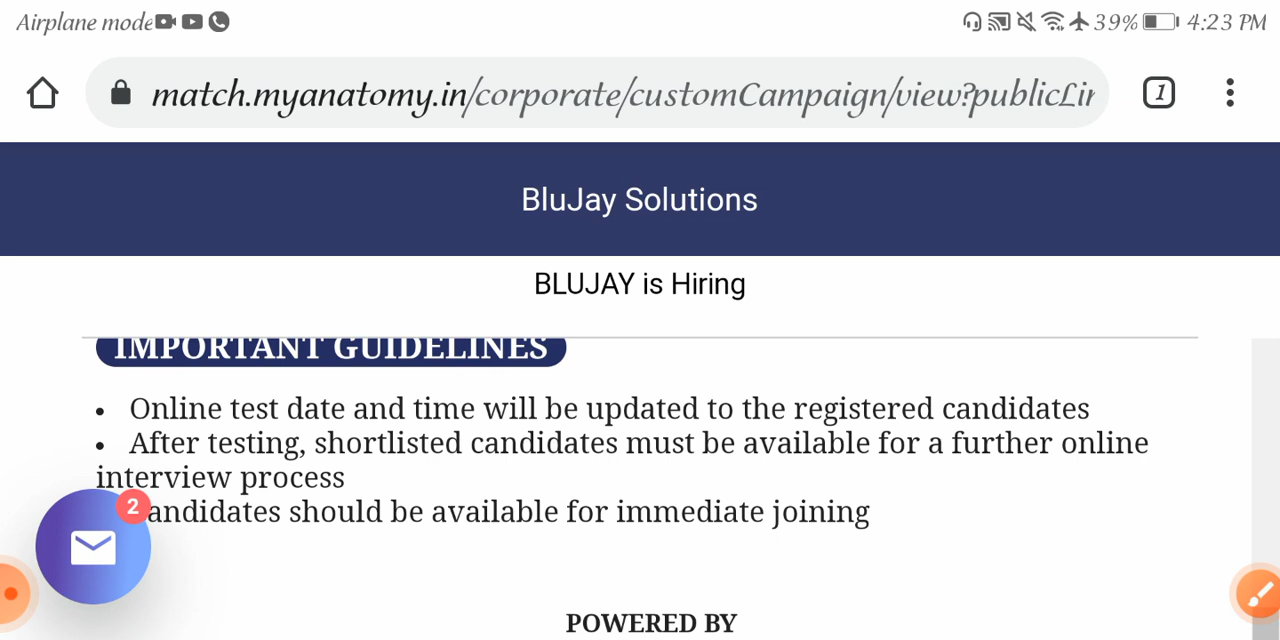 Airplane mode 39% 4:23 PM
match.myanatomy.in/corporate/customCampaign/view?publicLin
1
BluJay Solutions
BLUJAY is Hiring
IMPORTANT GUIDELINES
• Online test date and time will be updated to the registered candidates
• After testing, shortlisted candidates must be available for a further online
interview process
andidates should be available for immediate joining
2
POWERED BY